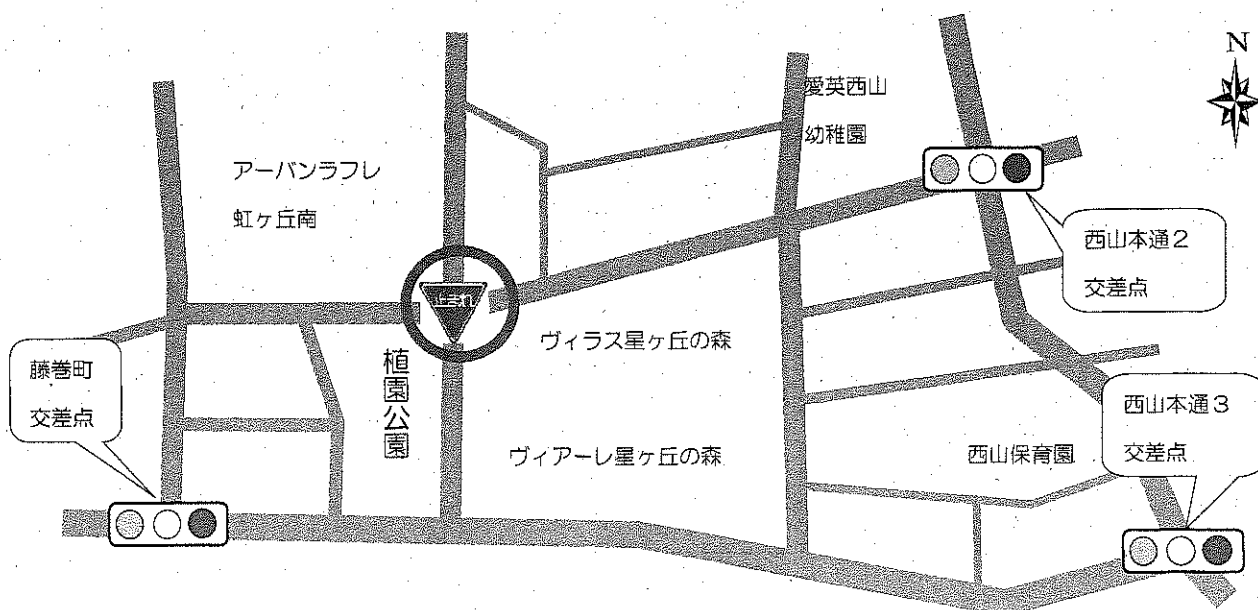 N
愛英西山
幼稚園
アーバンラフレ
虹ヶ丘南
西山本通2
交差点
止まれ
ヴィラス星ヶ丘の森
藤巻町
交差点
植園公園
西山本通3
交差点
ヴィアーレ星ヶ丘の森
西山保育園